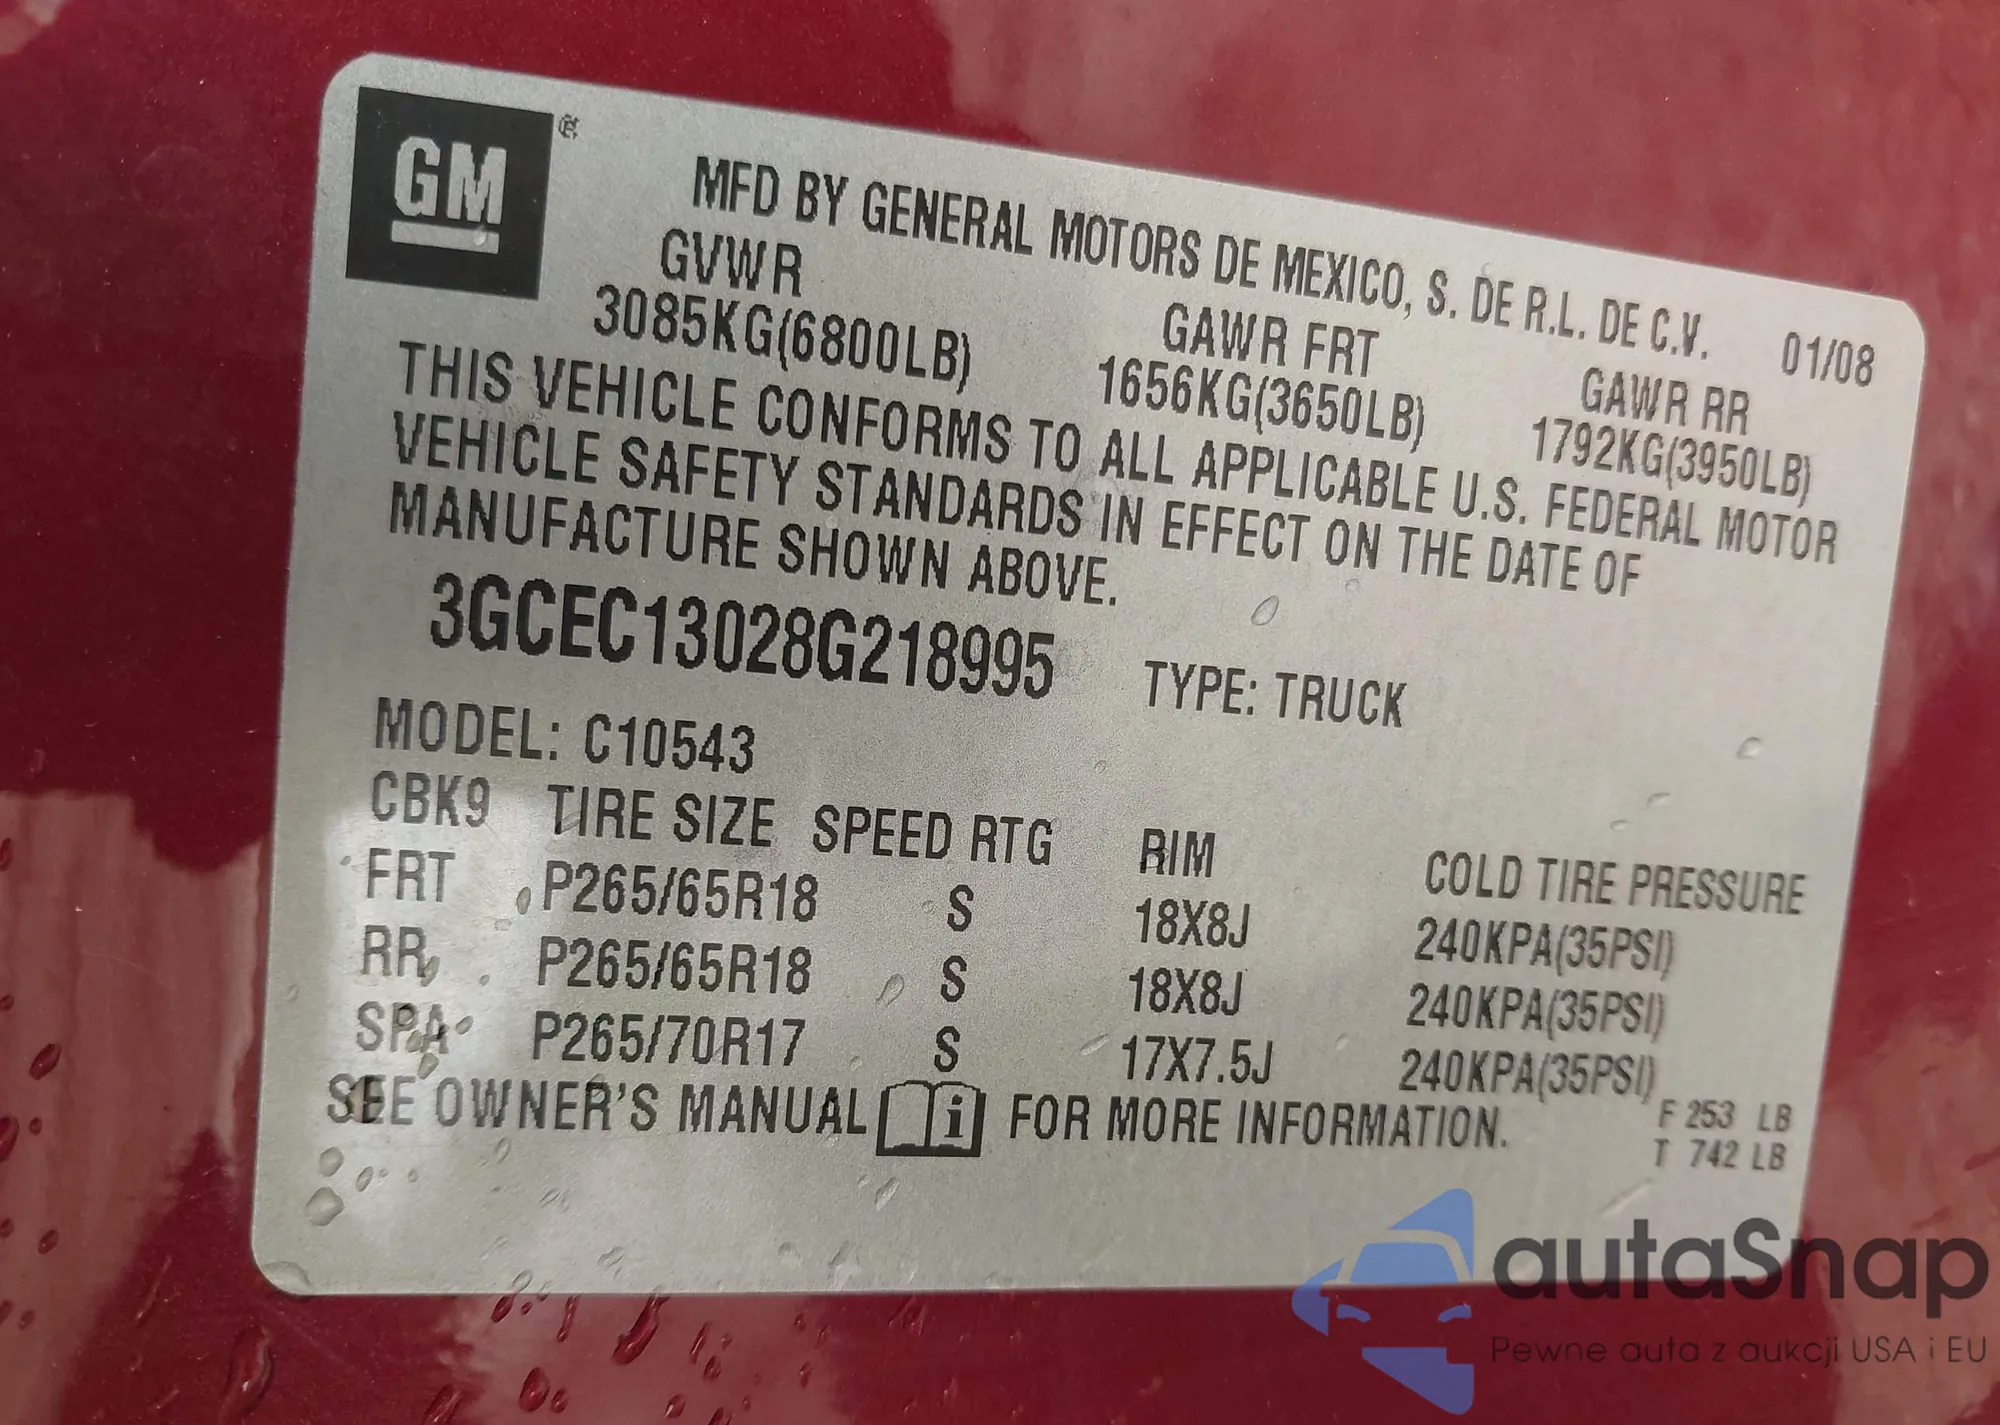 GM
MFD BY GENERAL MOTORS DE MEXICO, S. DE R.L. DE C.V. 01/08
GVWR GAWR FRT GAWR RR
3085KG(6800LB) 1656KG(3650LB) 1792KG(3950LB)
THIS VEHICLE CONFORMS TO ALL APPLICABLE U.S. FEDERAL MOTOR
VEHICLE SAFETY STANDARDS IN EFFECT ON THE DATE OF
MANUFACTURE SHOWN ABOVE.
3GCEC13028G218995 TYPE: TRUCK
MODEL: C10543
CBK9 TIRE SIZE SPEED RTG RIM COLD TIRE PRESSURE
FRT P265/65R18 S 18X8J 240KPA(35PSI)
RR P265/65R18 S 18X8J 240KPA(35PSI)
SPA P265/70R17 S 17X7.5J 240KPA(35PSI)
SEE OWNER'S MANUAL i FOR MORE INFORMATION.
F 253 LB
T 742 LB
autaSnap
Pewne auta z aukcji USA i EU